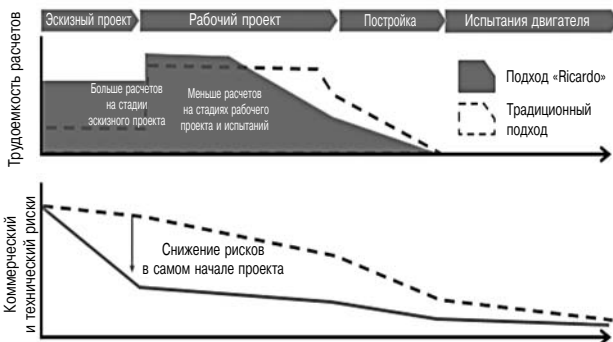 Эскизный проект
Рабочий проект
Постройка
Испытания двигателя
Трудоемкость расчетов
Больше расчетов
на стадии
эскизного проекта
Меньше расчетов
на стадиях рабочего
проекта и испытаний
Подход «Ricardo»
Традиционный
подход
Коммерческий
и технический риски
Снижение рисков
в самом начале проекта